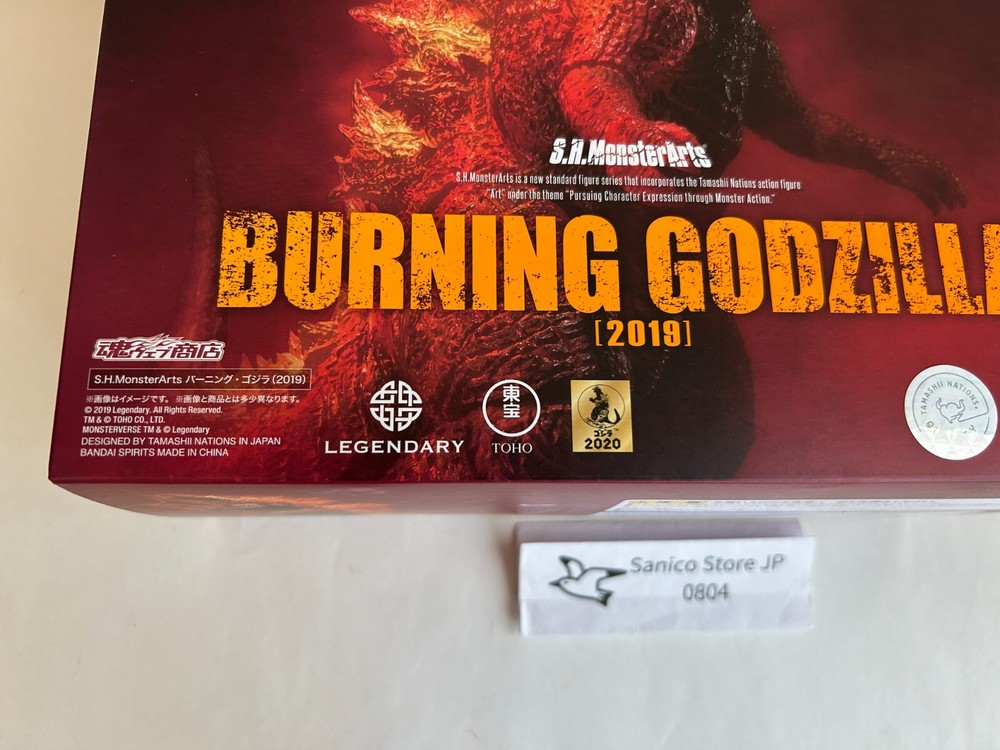 S.H.MonsterArts
S.H.MonsterArts is a new standard figure series that incorporates the Tamashii Nations action figure
"Art" under the theme "Pursuing Character Expression through Monster Action."
BURNING GODZILL
[2019]
魂ウェブ商店
S.H.MonsterArts バーニング・ゴジラ(2019)
※画像はイメージです。 ※画像と商品とは多少異なります。
© 2019 Legendary. All Rights Reserved.
TM & © TOHO CO., LTD.
MONSTERVERSE TM & © Legendary
DESIGNED BY TAMASHII NATIONS IN JAPAN
BANDAI SPIRITS MADE IN CHINA
LEGENDARY
東宝
TOHO
ゴジラ
2020
TAMASHII NATIONS
Sanico Store JP
0804